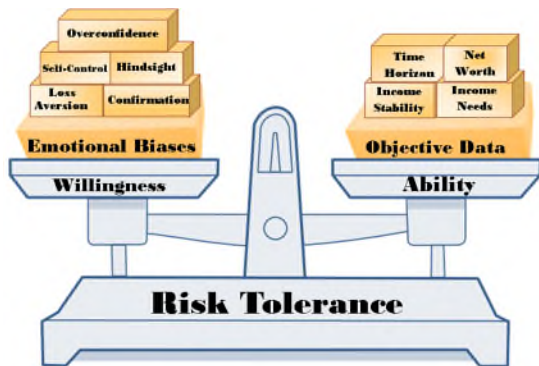 Overconfidence
Self-Control
Hindsight
Loss
Aversion
Confirmation
Emotional Biases
Willingness
Time
Horizon
Net
Worth
Income
Stability
Income
Needs
Objective Data
Ability
Risk Tolerance